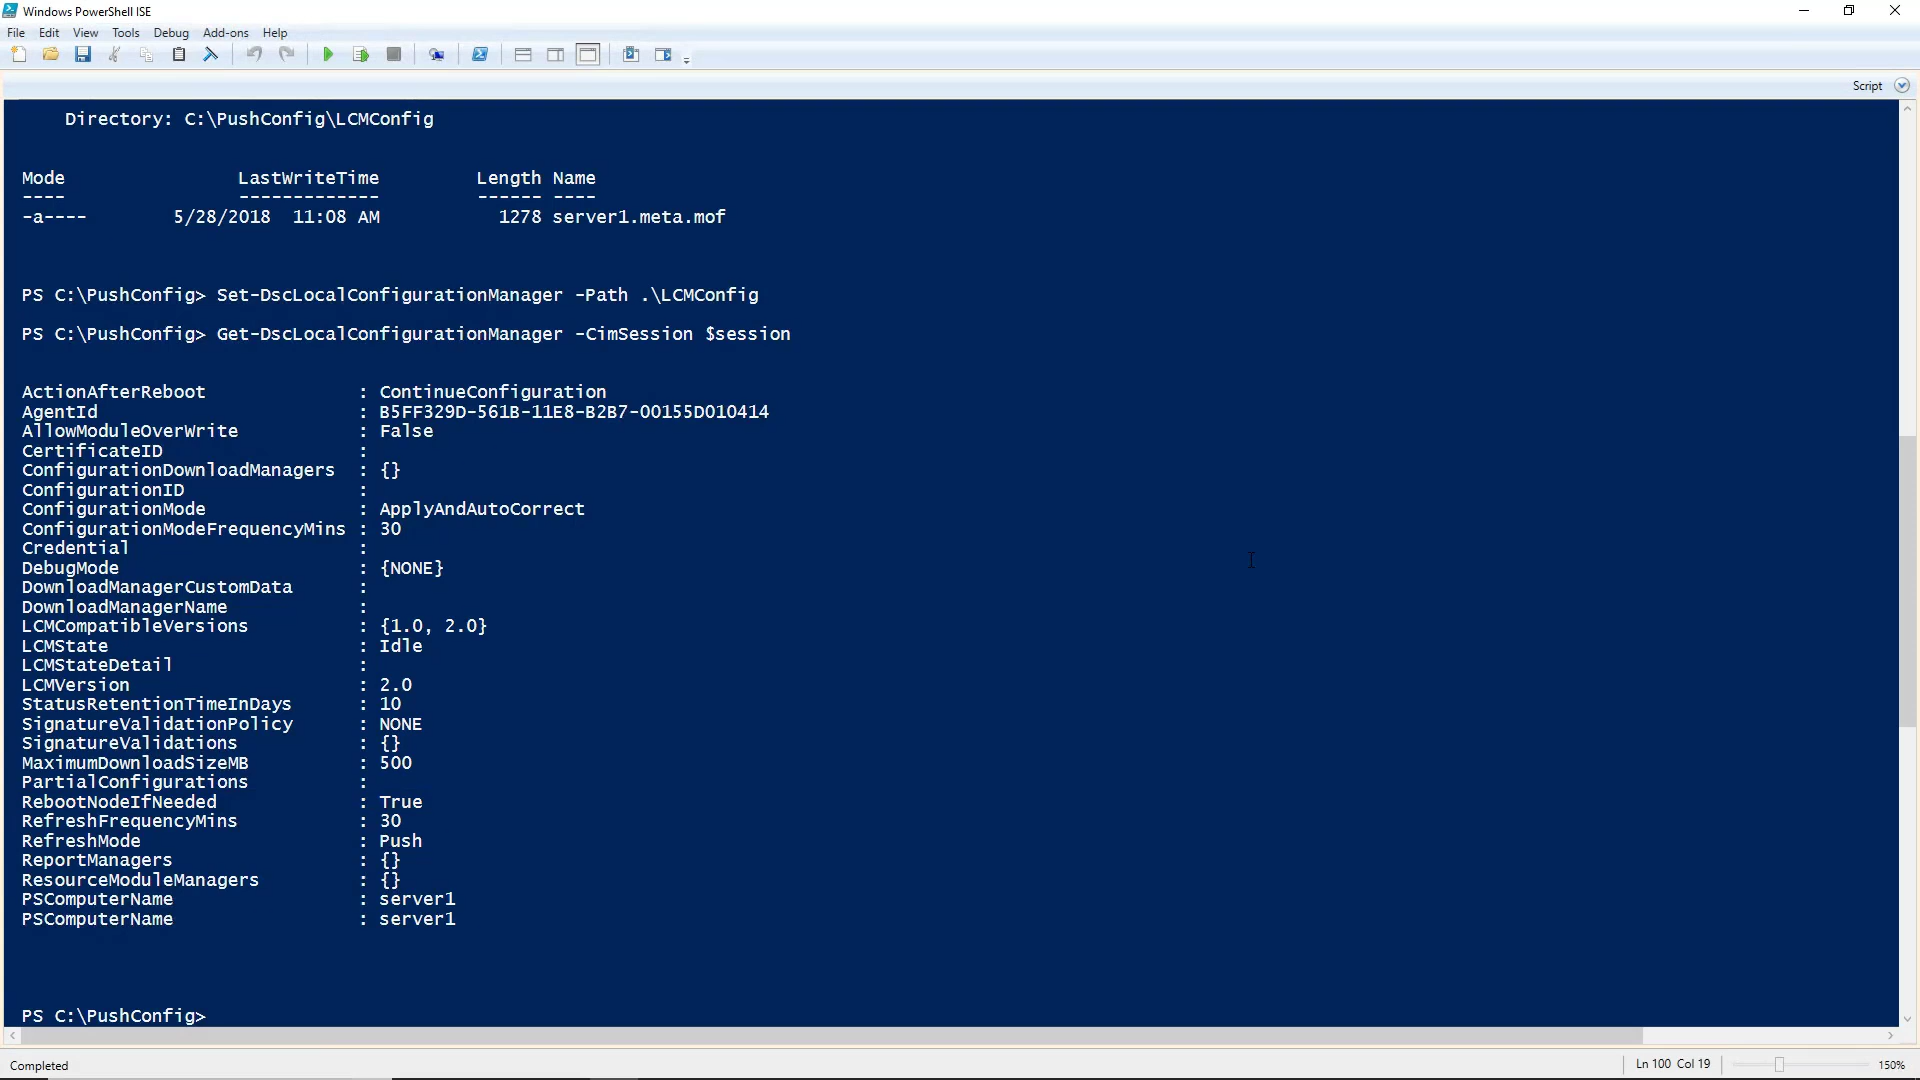 Windows PowerShell ISE
File Edit View Tools Debug Add-ons Help
Script
Directory: C:\PushConfig\LCMConfig
Mode LastWriteTime Length Name
---- ------------- ------ ----
-a---- 5/28/2018 11:08 AM 1278 server1.meta.mof
PS C:\PushConfig> Set-DscLocalConfigurationManager -Path .\LCMConfig
PS C:\PushConfig> Get-DscLocalConfigurationManager -CimSession $session
ActionAfterReboot : ContinueConfiguration
AgentId : B5FF329D-561B-11E8-B2B7-00155D010414
AllowModuleOverWrite : False
CertificateID :
ConfigurationDownloadManagers : {}
ConfigurationID :
ConfigurationMode : ApplyAndAutoCorrect
ConfigurationModeFrequencyMins : 30
Credential :
DebugMode : {NONE}
DownloadManagerCustomData :
DownloadManagerName :
LCMCompatibleVersions : {1.0, 2.0}
LCMState : Idle
LCMStateDetail :
LCMVersion : 2.0
StatusRetentionTimeInDays : 10
SignatureValidationPolicy : NONE
SignatureValidations : {}
MaximumDownloadSizeMB : 500
PartialConfigurations :
RebootNodeIfNeeded : True
RefreshFrequencyMins : 30
RefreshMode : Push
ReportManagers : {}
ResourceModuleManagers : {}
PSComputerName : server1
PSComputerName : server1
PS C:\PushConfig>
Completed Ln 100 Col 19 150%